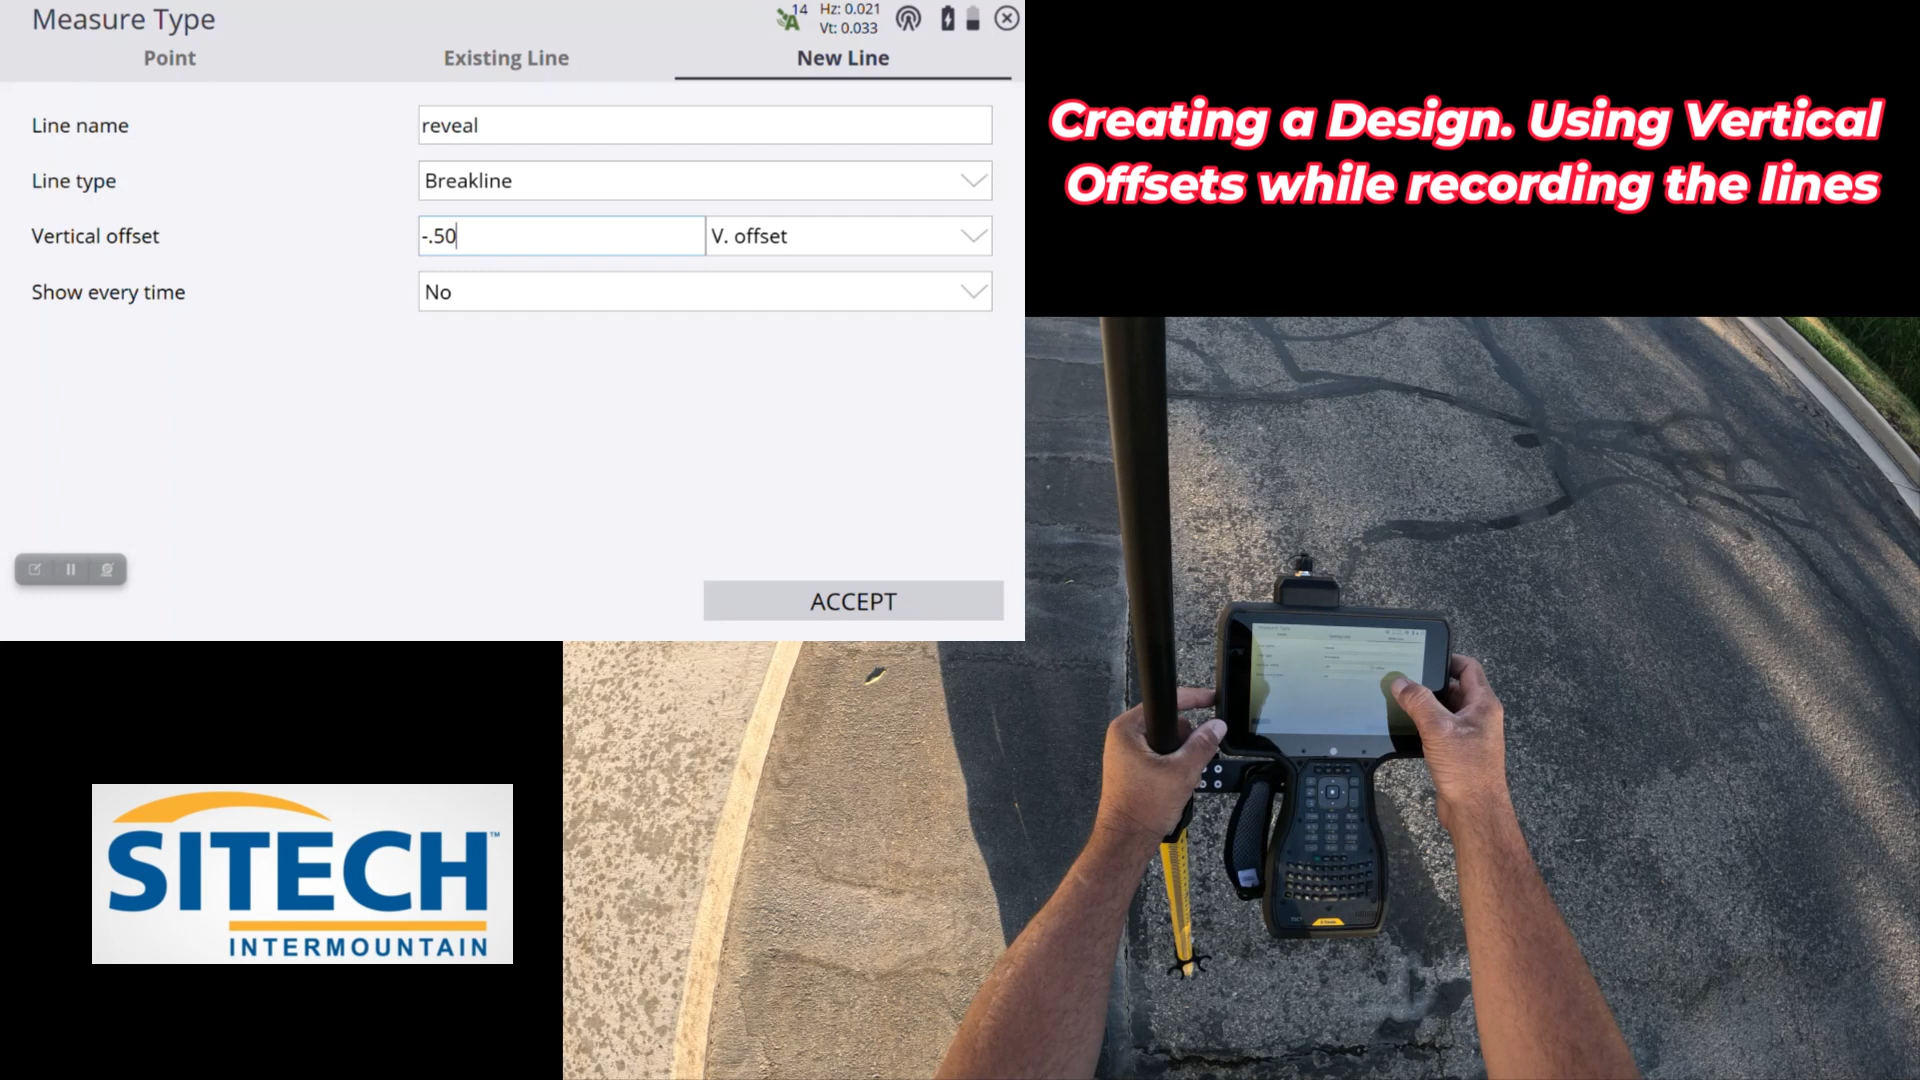 Measure Type
14
Hz: 0.021
Vt: 0.033
Point
Existing Line
New Line
Line name
reveal
Line type
Breakline
Vertical offset
-.50
V. offset
Show every time
No
ACCEPT
Creating a Design. Using Vertical
Offsets while recording the lines
SITECH™
INTERMOUNTAIN